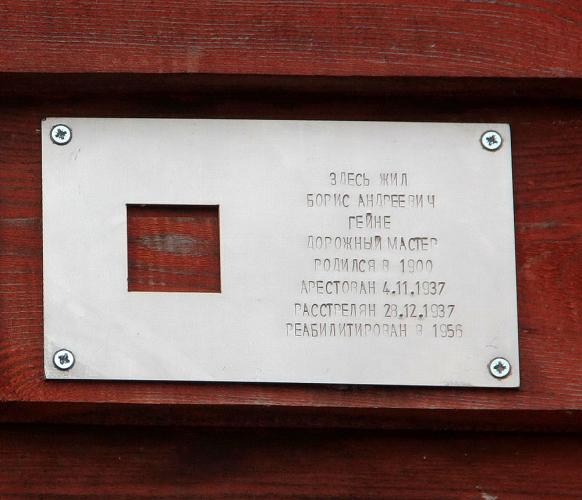 ЗДЕСЬ ЖИЛ
БОРИС АНДРЕЕВИЧ
ГЕЙНЕ
ДОРОЖНЫЙ МАСТЕР
РОДИЛСЯ В 1900
АРЕСТОВАН 4.11.1937
РАССТРЕЛЯН 28.12.1937
РЕАБИЛИТИРОВАН В 1956